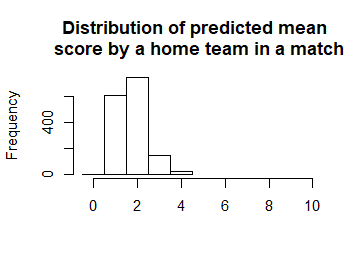 Distribution of predicted mean
score by a home team in a match
Frequency
400
0
0 2 4 6 8 10